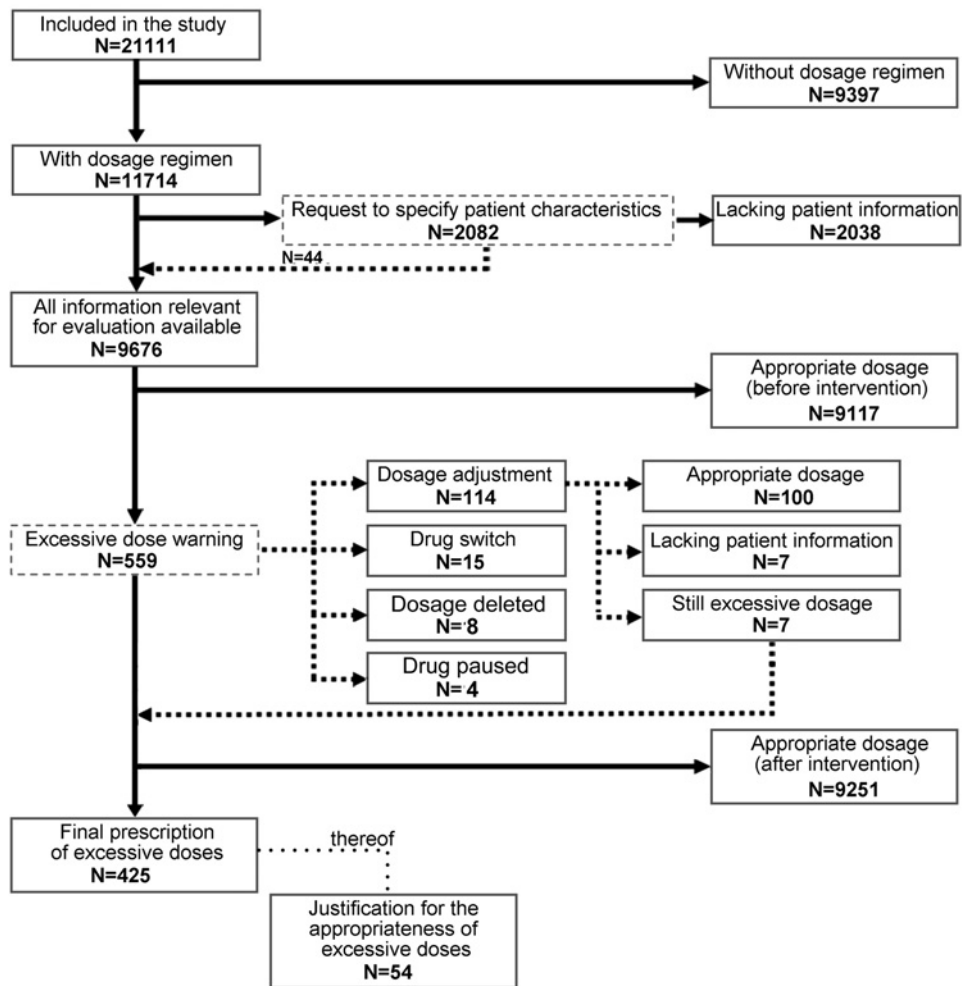 Included in the study
N=21111
Without dosage regimen
N=9397
With dosage regimen
N=11714
Request to specify patient characteristics
N=2082
Lacking patient information
N=2038
N=44
All information relevant
for evaluation available
N=9676
Appropriate dosage
(before intervention)
N=9117
Dosage adjustment
N=114
Appropriate dosage
N=100
Excessive dose warning
N=559
Drug switch
N=15
Lacking patient information
N=7
Dosage deleted
N=8
Still excessive dosage
N=7
Drug paused
N=4
Appropriate dosage
(after intervention)
N=9251
Final prescription
of excessive doses
N=425
thereof
Justification for the
appropriateness of
excessive doses
N=54